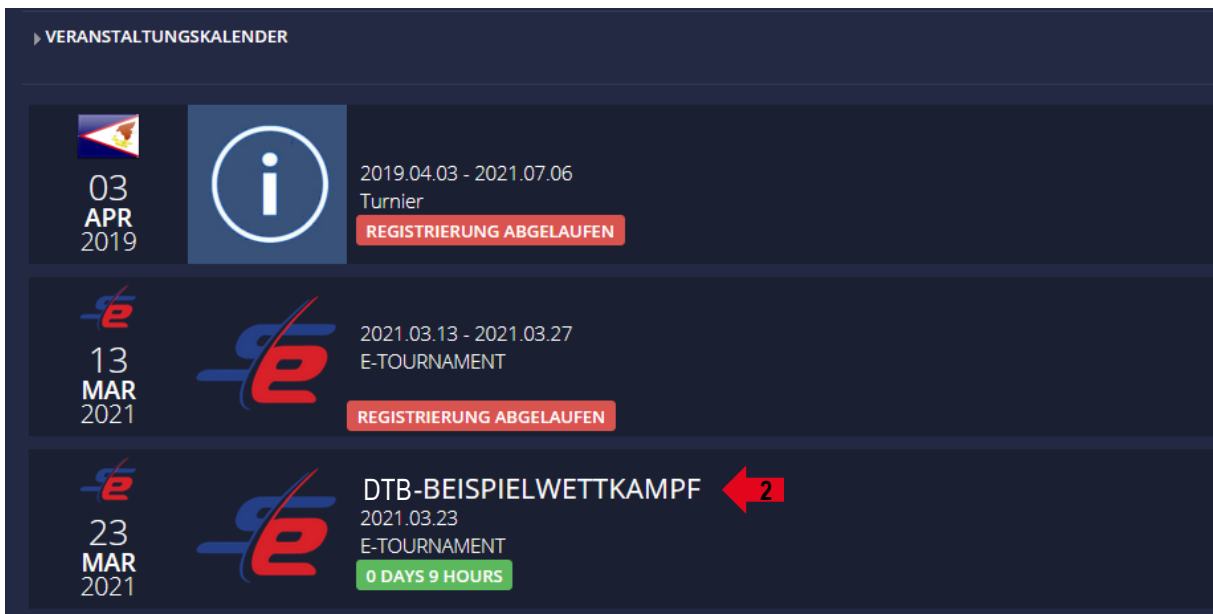 VERANSTALTUNGSKALENDER
03
APR
2019
2019.04.03 - 2021.07.06
Turnier
REGISTRIERUNG ABGELAUFEN
13
MAR
2021
2021.03.13 - 2021.03.27
E-TOURNAMENT
REGISTRIERUNG ABGELAUFEN
23
MAR
2021
DTB-BEISPIELWETTKAMPF
2
2021.03.23
E-TOURNAMENT
0 DAYS 9 HOURS